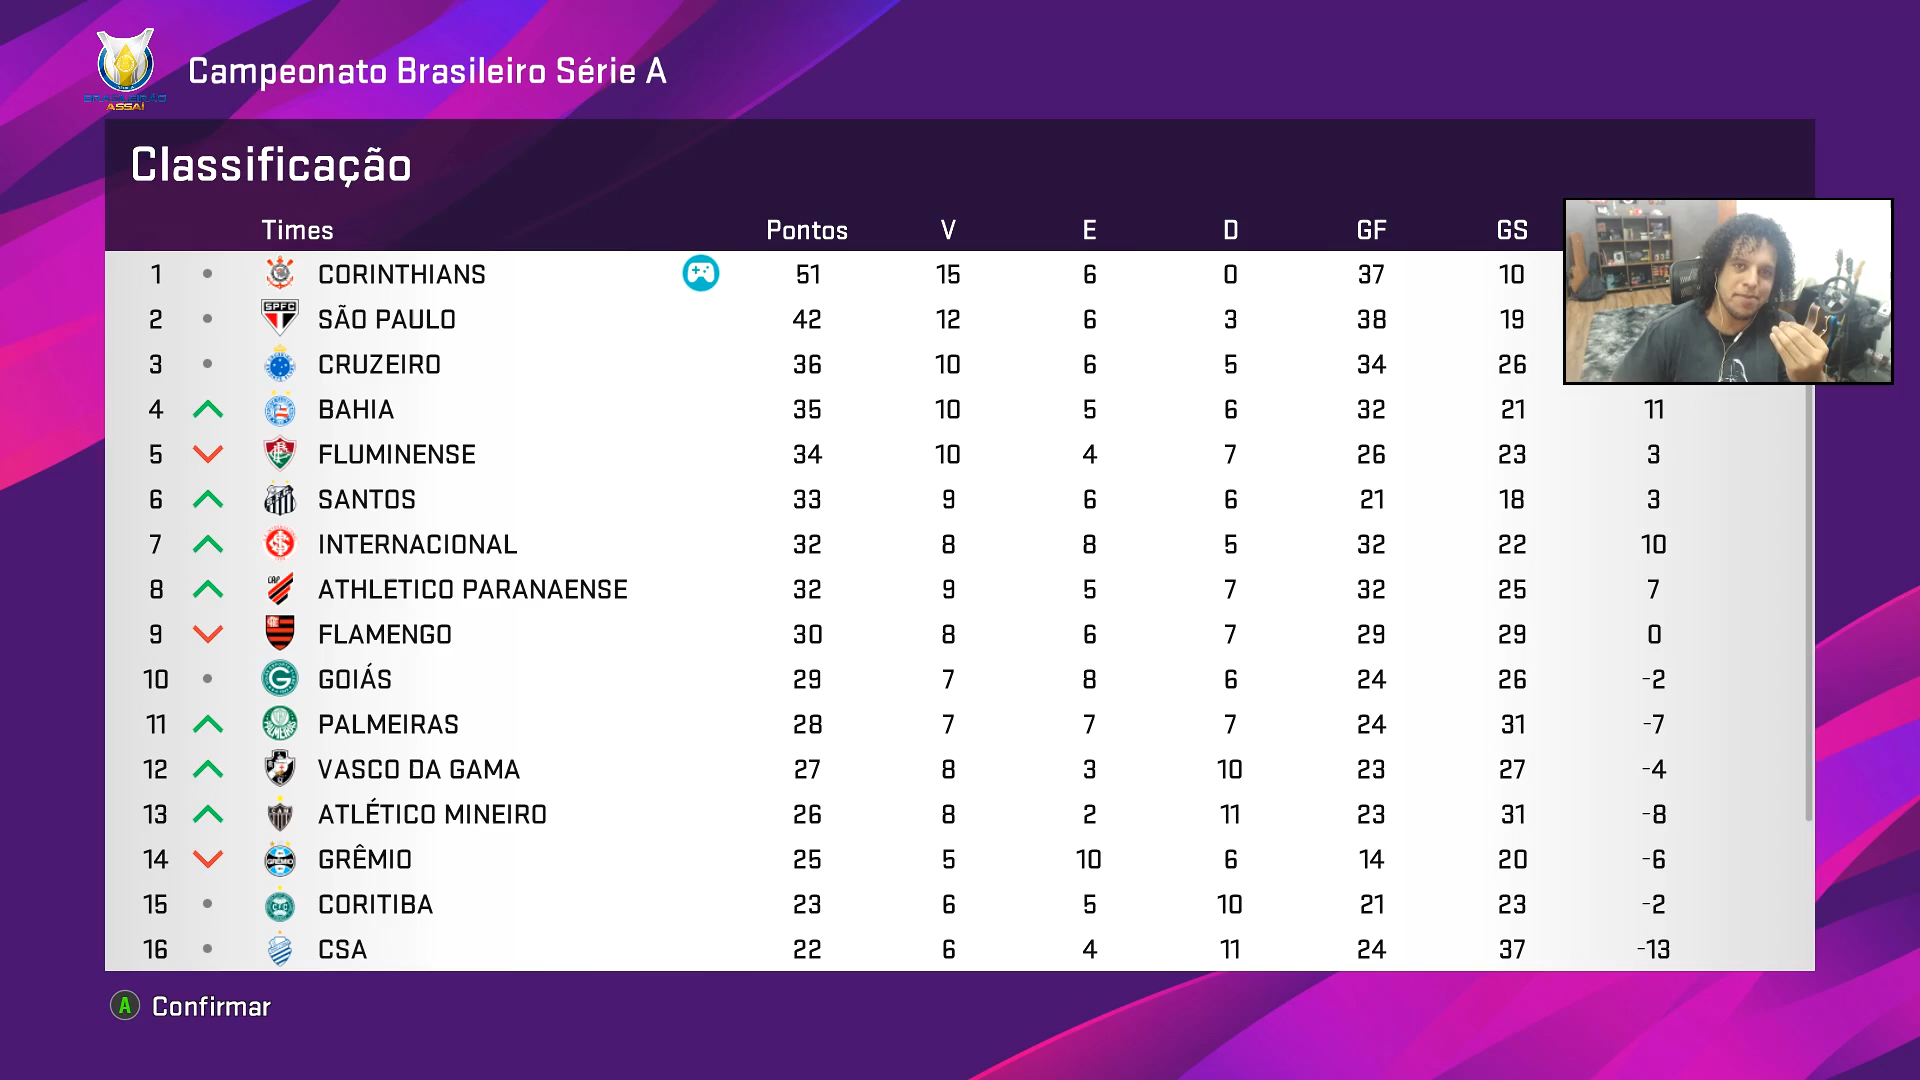 BRASILEIRÃO
ASSAÍ
Campeonato Brasileiro Série A
Classificação
Times Pontos V E D GF GS
1 CORINTHIANS 51 15 6 0 37 10
2 SPFC SÃO PAULO 42 12 6 3 38 19
3 CRUZEIRO 36 10 6 5 34 26
4 BAHIA 35 10 5 6 32 21 11
5 FLUMINENSE 34 10 4 7 26 23 3
6 SANTOS 33 9 6 6 21 18 3
7 INTERNACIONAL 32 8 8 5 32 22 10
8 CAP ATHLETICO PARANAENSE 32 9 5 7 32 25 7
9 FLAMENGO 30 8 6 7 29 29 0
10 G GOIÁS 29 7 8 6 24 26 -2
11 PALMEIRAS 28 7 7 7 24 31 -7
12 VASCO DA GAMA 27 8 3 10 23 27 -4
13 ATLÉTICO MINEIRO 26 8 2 11 23 31 -8
14 GRÊMIO 25 5 10 6 14 20 -6
15 CORITIBA 23 6 5 10 21 23 -2
16 CSA 22 6 4 11 24 37 -13
A Confirmar